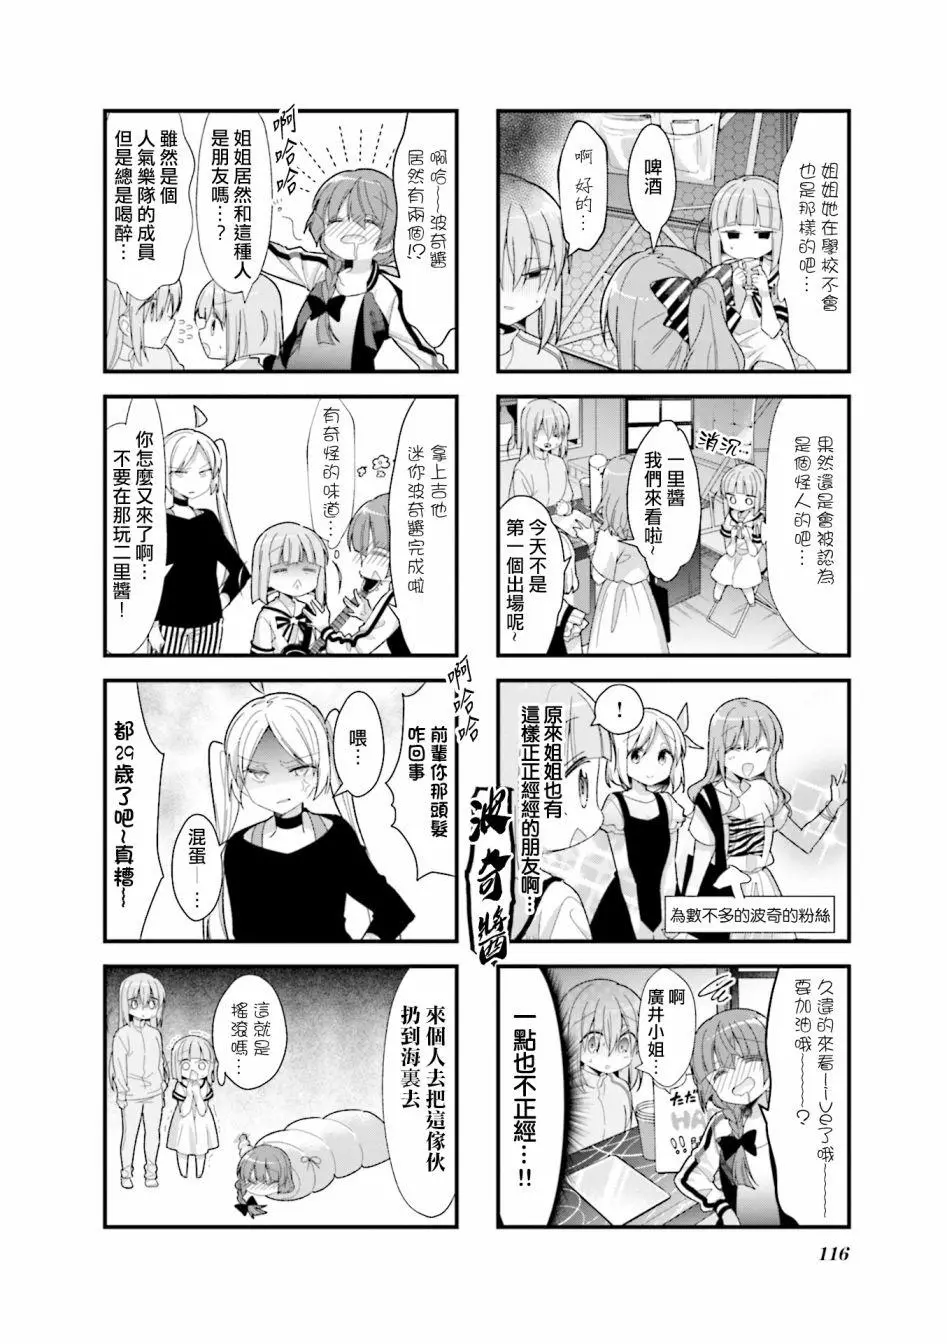 姐姐她在學校不會
也是那樣的吧…
啤酒
啊 好的…
果然還是會被認為
是個怪人的吧…
消沉…
一里醬
我們來看啦~
今天不是
第一個出場呢~
!
原來姐姐也有
這樣正正經經的朋友啊…
為數不多的波奇的粉絲
久違的來看live了哦~
要加油哦~?
啊
廣井小姐…
ただ
HA
!!!
一點也不正經…!!
啊哈~波奇醬
居然有兩個!?
啊哈哈
姐姐居然和這種人
是朋友嗎…?
雖然是個
人氣樂隊的成員
但是總是喝醉…
拿上吉他
迷你波奇醬完成啦
有奇怪的味道…
你怎麼又來了啊…
不要在那玩二里醬!
啊哈哈
前輩你那頭髮
咋回事
喂…
混蛋—…
都29歲了吧~真糟~
波奇醬
來個人去把這傢伙
扔到海裏去
這就是
搖滾嗎…
116